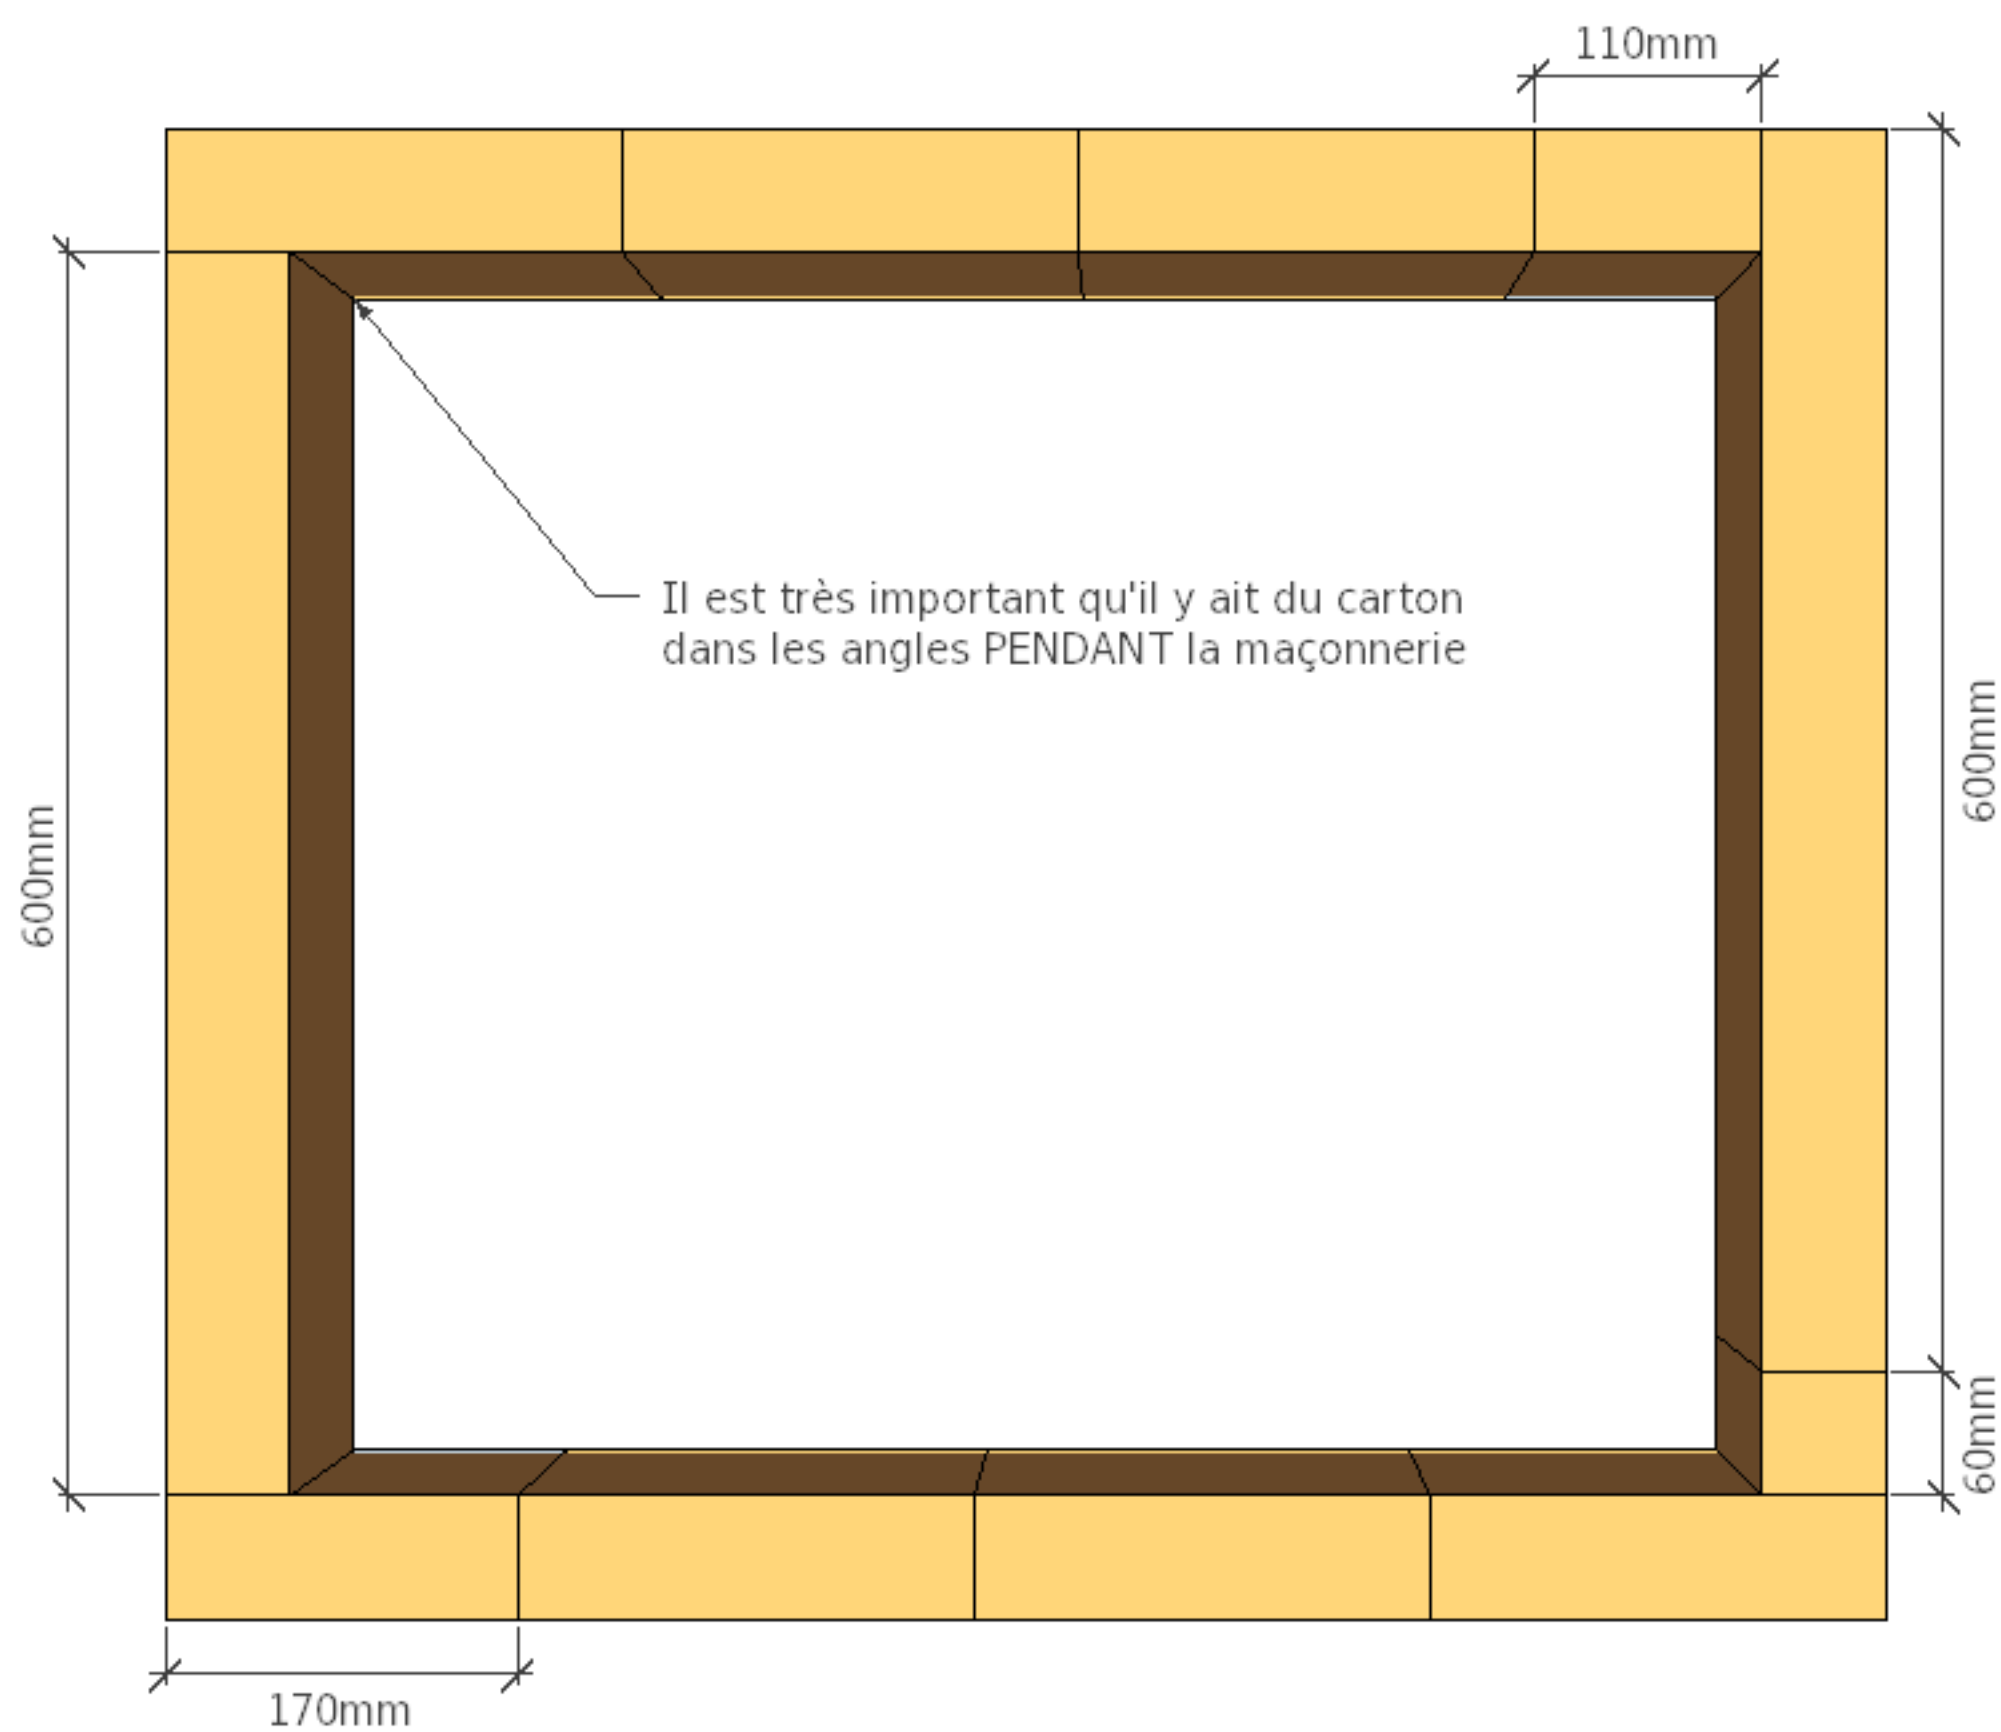 110mm
Il est très important qu'il y ait du carton
dans les angles PENDANT la maçonnerie
600mm
600mm
60mm
170mm